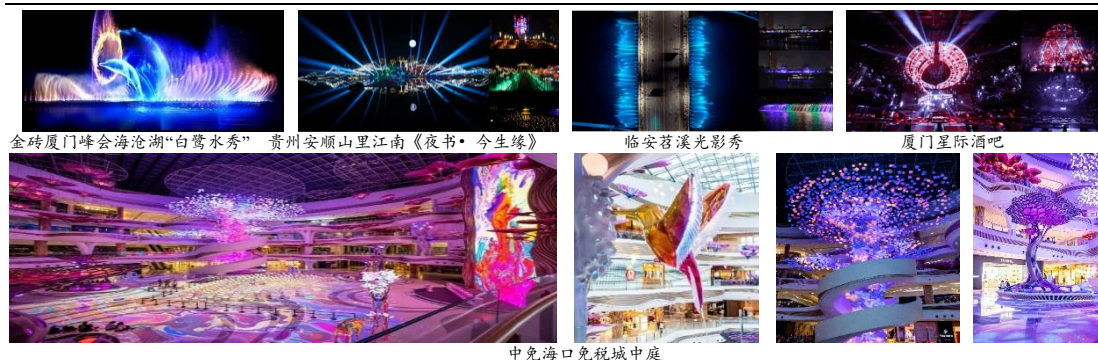 金砖厦门峰会海沧湖“白鹭水秀”
贵州安顺山里江南《夜书•今生缘》
临安苕溪光影秀
厦门星际酒吧
中免海口免税城中庭